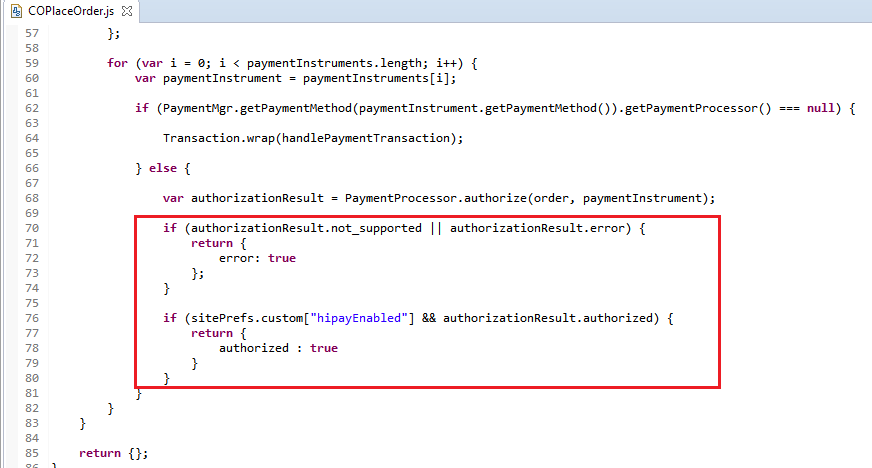 COPlaceOrder.js
57 };
58
59 for (var i = 0; i < paymentInstruments.length; i++) {
60 var paymentInstrument = paymentInstruments[i];
61
62 if (PaymentMgr.getPaymentMethod(paymentInstrument.getPaymentMethod()).getPaymentProcessor() === null) {
63
64 Transaction.wrap(handlePaymentTransaction);
65
66 } else {
67
68 var authorizationResult = PaymentProcessor.authorize(order, paymentInstrument);
69
70 if (authorizationResult.not_supported || authorizationResult.error) {
71 return {
72 error: true
73 };
74 }
75
76 if (sitePrefs.custom["hipayEnabled"] && authorizationResult.authorized) {
77 return {
78 authorized : true
79 }
80 }
81 }
82 }
83 }
84
85 return {};
86 }